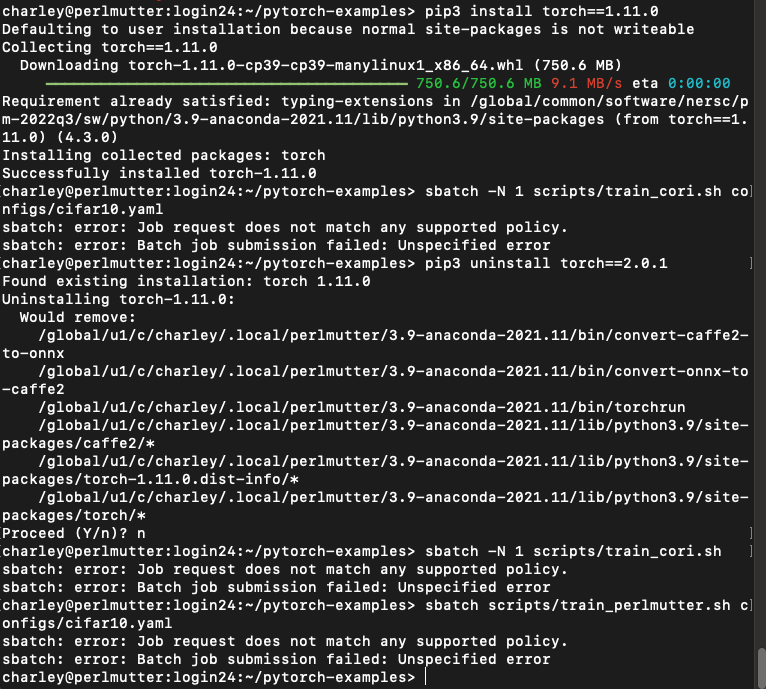 charley@perlmutter:login24:~/pytorch-examples> pip3 install torch==1.11.0
Defaulting to user installation because normal site-packages is not writeable
Collecting torch==1.11.0
  Downloading torch-1.11.0-cp39-cp39-manylinux1_x86_64.whl (750.6 MB)
     ━━━━━━━━━━━━━━━━━━━━━━━━━━━━━━━━━━━━━━━━ 750.6/750.6 MB 9.1 MB/s eta 0:00:00
Requirement already satisfied: typing-extensions in /global/common/software/nersc/p
m-2022q3/sw/python/3.9-anaconda-2021.11/lib/python3.9/site-packages (from torch==1.
11.0) (4.3.0)
Installing collected packages: torch
Successfully installed torch-1.11.0
[charley@perlmutter:login24:~/pytorch-examples> sbatch -N 1 scripts/train_cori.sh co]
nfigs/cifar10.yaml
sbatch: error: Job request does not match any supported policy.
sbatch: error: Batch job submission failed: Unspecified error
[charley@perlmutter:login24:~/pytorch-examples> pip3 uninstall torch==2.0.1          ]
Found existing installation: torch 1.11.0
Uninstalling torch-1.11.0:
  Would remove:
    /global/u1/c/charley/.local/perlmutter/3.9-anaconda-2021.11/bin/convert-caffe2-
to-onnx
    /global/u1/c/charley/.local/perlmutter/3.9-anaconda-2021.11/bin/convert-onnx-to
-caffe2
    /global/u1/c/charley/.local/perlmutter/3.9-anaconda-2021.11/bin/torchrun
    /global/u1/c/charley/.local/perlmutter/3.9-anaconda-2021.11/lib/python3.9/site-
packages/caffe2/*
    /global/u1/c/charley/.local/perlmutter/3.9-anaconda-2021.11/lib/python3.9/site-
packages/torch-1.11.0.dist-info/*
    /global/u1/c/charley/.local/perlmutter/3.9-anaconda-2021.11/lib/python3.9/site-
packages/torch/*
[Proceed (Y/n)? n                                                                    ]
[charley@perlmutter:login24:~/pytorch-examples> sbatch -N 1 scripts/train_cori.sh   ]
sbatch: error: Job request does not match any supported policy.
sbatch: error: Batch job submission failed: Unspecified error
[charley@perlmutter:login24:~/pytorch-examples> sbatch scripts/train_perlmutter.sh c]
onfigs/cifar10.yaml
sbatch: error: Job request does not match any supported policy.
sbatch: error: Batch job submission failed: Unspecified error
charley@perlmutter:login24:~/pytorch-examples>